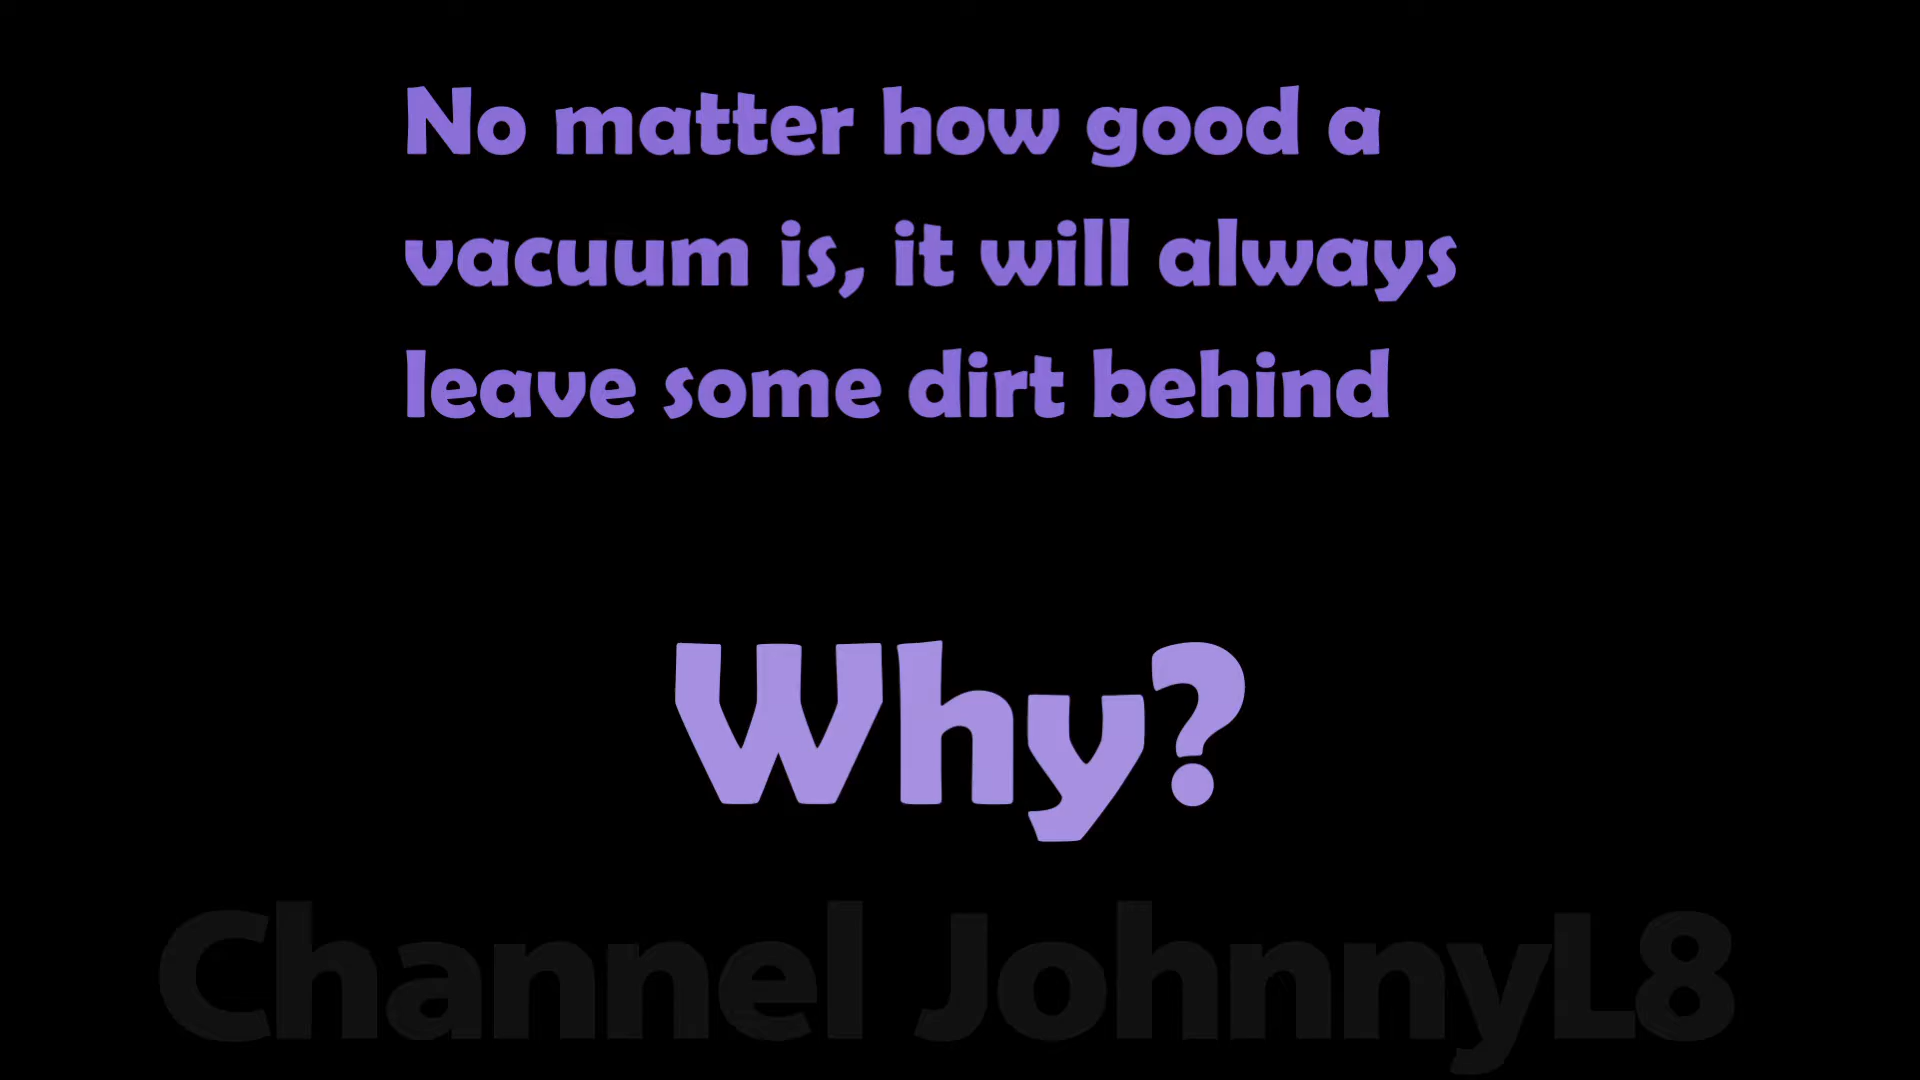 No matter how good a
vacuum is, it will always
leave some dirt behind
Why?
Channel JohnnyL8